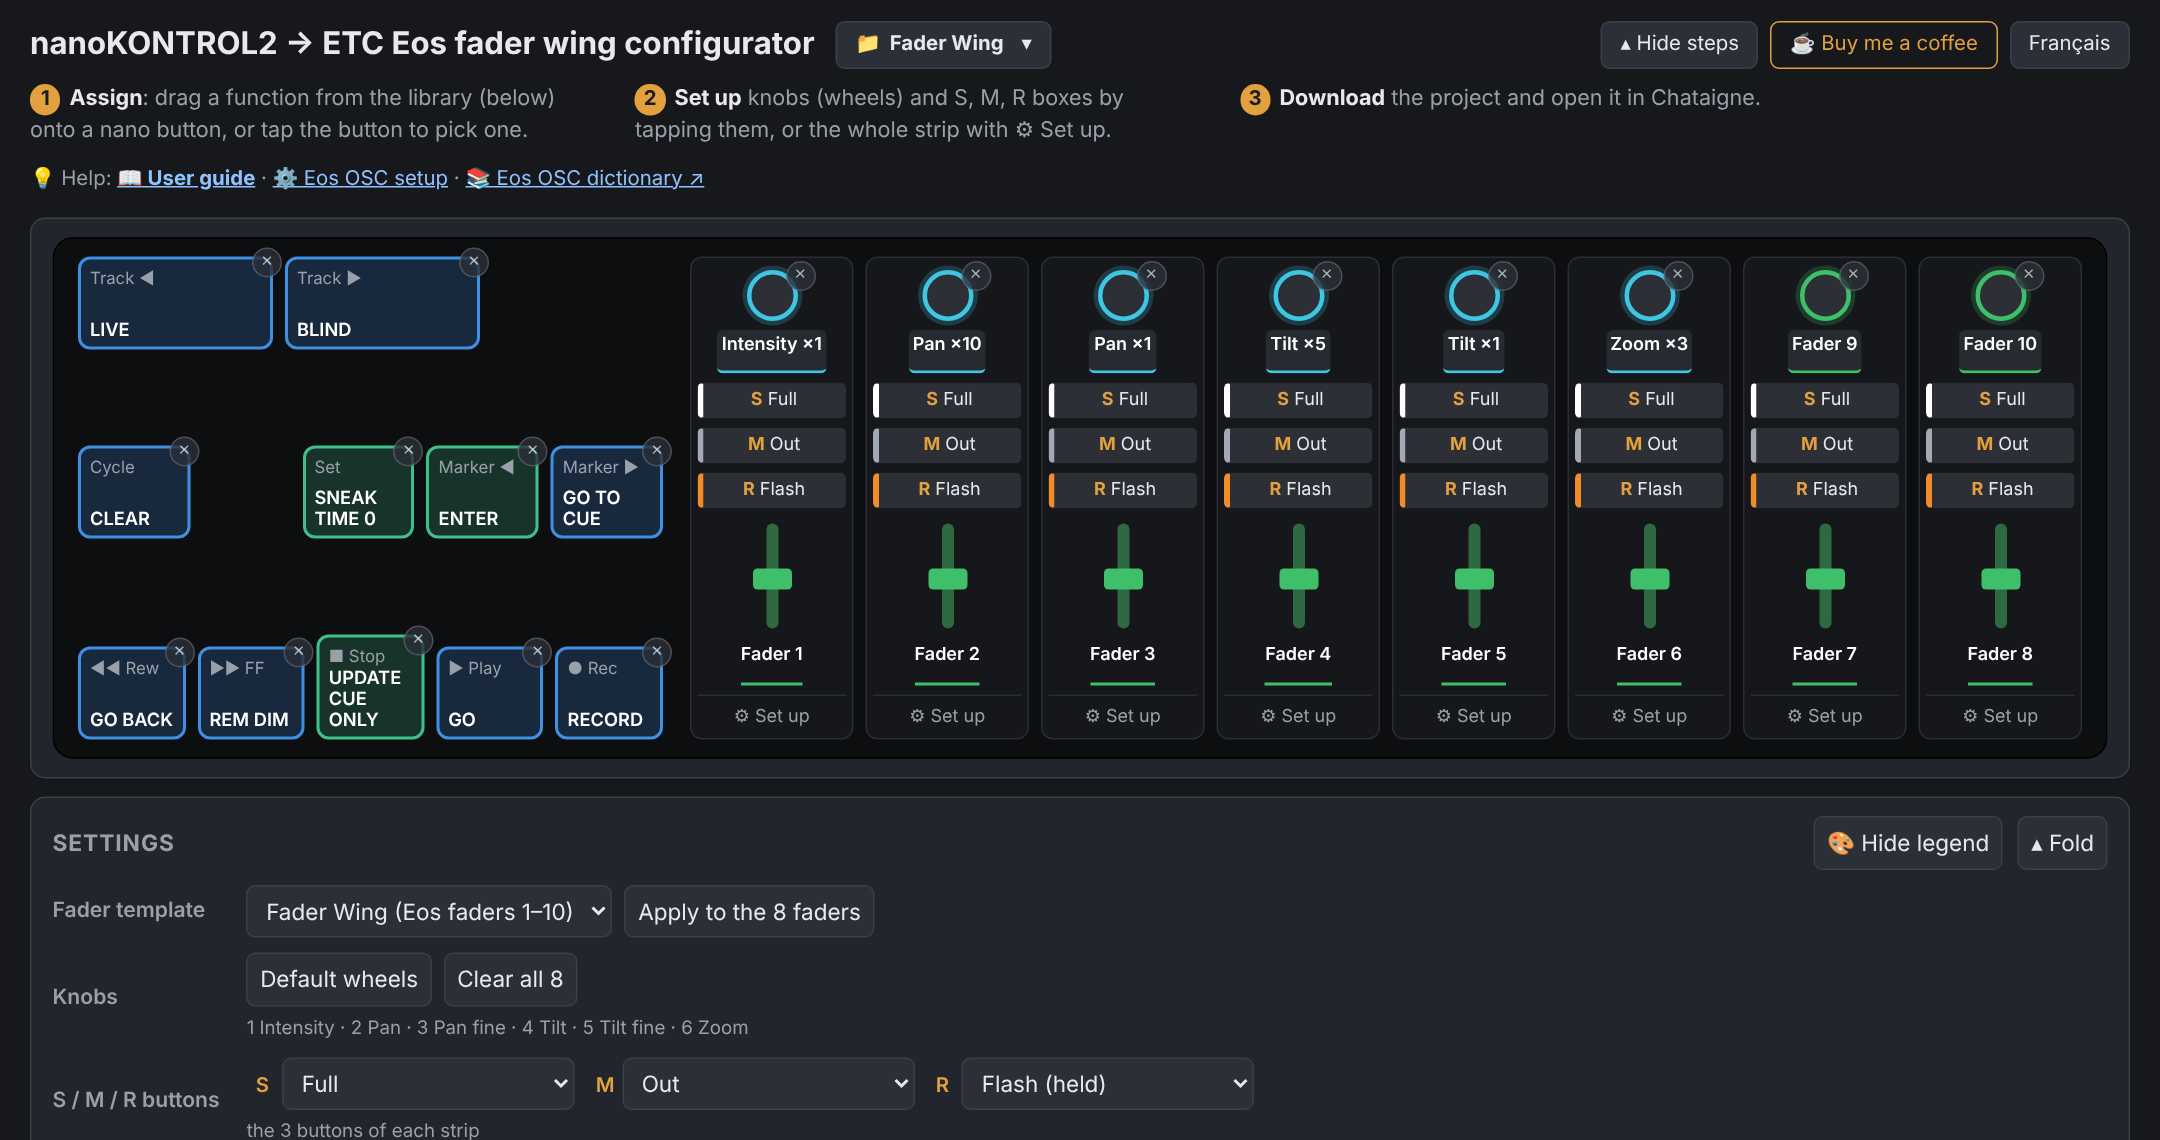 nanoKONTROL2 → ETC Eos fader wing configurator
📁 Fader Wing ▼
▴ Hide steps
☕ Buy me a coffee
Français
1 Assign: drag a function from the library (below)
onto a nano button, or tap the button to pick one.
2 Set up knobs (wheels) and S, M, R boxes by
tapping them, or the whole strip with ⚙ Set up.
3 Download the project and open it in Chataigne.
💡 Help: 📖 User guide · ⚙️ Eos OSC setup · 📚 Eos OSC dictionary ↗
Track ◀
LIVE
Track ▶
BLIND
Cycle
CLEAR
Set
SNEAK
TIME 0
Marker ◀
ENTER
Marker ▶
GO TO
CUE
◀◀ Rew
GO BACK
▶▶ FF
REM DIM
■ Stop
UPDATE
CUE
ONLY
▶ Play
GO
● Rec
RECORD
Intensity ×1
S Full
M Out
R Flash
Fader 1
⚙ Set up
Pan ×10
S Full
M Out
R Flash
Fader 2
⚙ Set up
Pan ×1
S Full
M Out
R Flash
Fader 3
⚙ Set up
Tilt ×5
S Full
M Out
R Flash
Fader 4
⚙ Set up
Tilt ×1
S Full
M Out
R Flash
Fader 5
⚙ Set up
Zoom ×3
S Full
M Out
R Flash
Fader 6
⚙ Set up
Fader 9
S Full
M Out
R Flash
Fader 7
⚙ Set up
Fader 10
S Full
M Out
R Flash
Fader 8
⚙ Set up
SETTINGS
🎨 Hide legend
▴ Fold
Fader template
Fader Wing (Eos faders 1–10)
Apply to the 8 faders
Knobs
Default wheels
Clear all 8
1 Intensity · 2 Pan · 3 Pan fine · 4 Tilt · 5 Tilt fine · 6 Zoom
S / M / R buttons
S Full
M Out
R Flash (held)
the 3 buttons of each strip